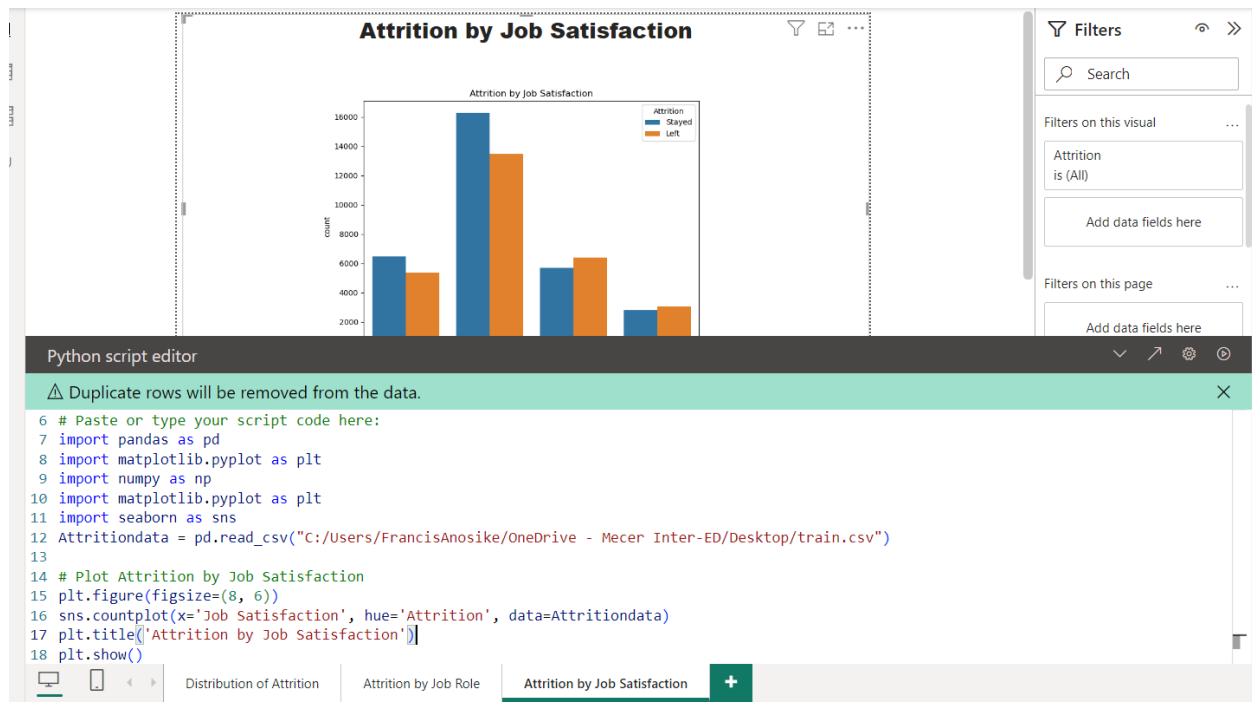 Attrition by Job Satisfaction
Filters
Search
Filters on this visual
...
Attrition
is (All)
Add data fields here
Filters on this page
...
Add data fields here
Attrition by Job Satisfaction
Attrition
Stayed
Left
16000
14000
12000
10000
8000
6000
4000
2000
count
Python script editor
Duplicate rows will be removed from the data.
6 # Paste or type your script code here:
7 import pandas as pd
8 import matplotlib.pyplot as plt
9 import numpy as np
10 import matplotlib.pyplot as plt
11 import seaborn as sns
12 Attritiondata = pd.read_csv("C:/Users/FrancisAnosike/OneDrive - Mecer Inter-ED/Desktop/train.csv")
13
14 # Plot Attrition by Job Satisfaction
15 plt.figure(figsize=(8, 6))
16 sns.countplot(x='Job Satisfaction', hue='Attrition', data=Attritiondata)
17 plt.title('Attrition by Job Satisfaction')
18 plt.show()
Distribution of Attrition
Attrition by Job Role
Attrition by Job Satisfaction